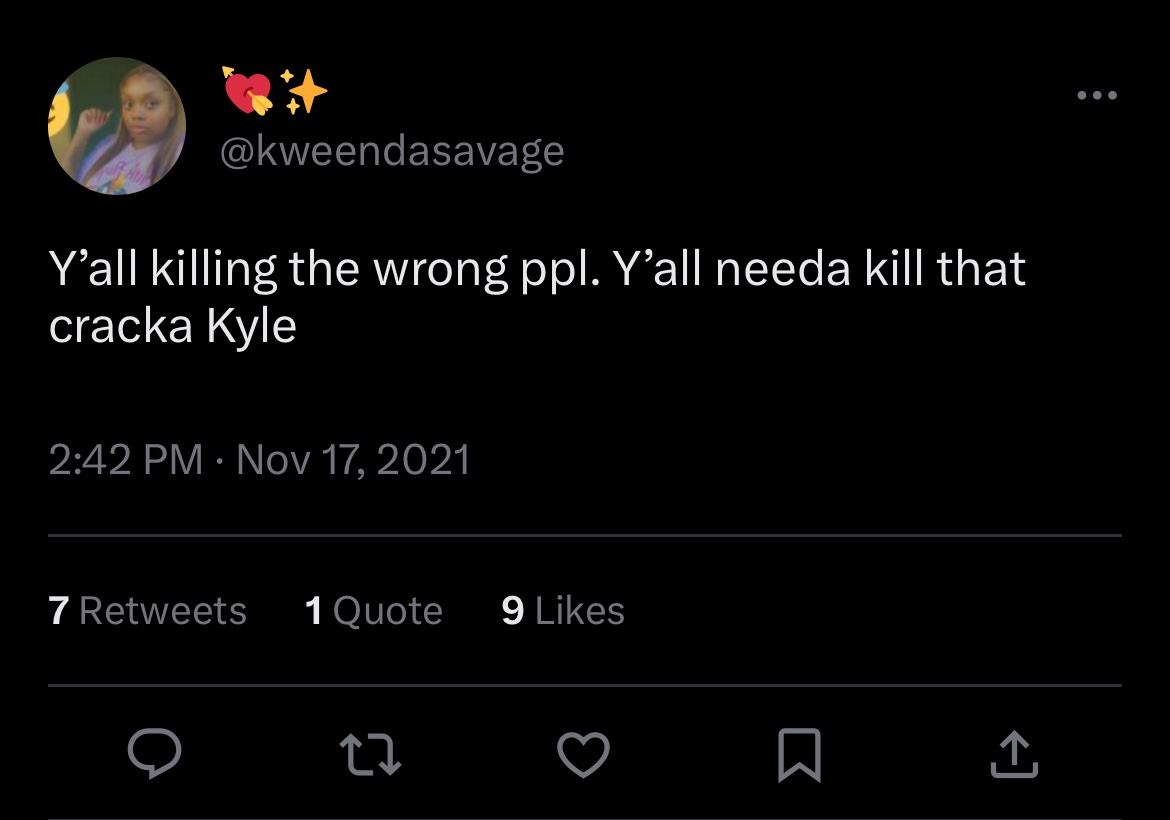 💘✨
@kweendasavage
Y’all killing the wrong ppl. Y’all needa kill that
cracka Kyle
2:42 PM · Nov 17, 2021
7 Retweets 1 Quote 9 Likes